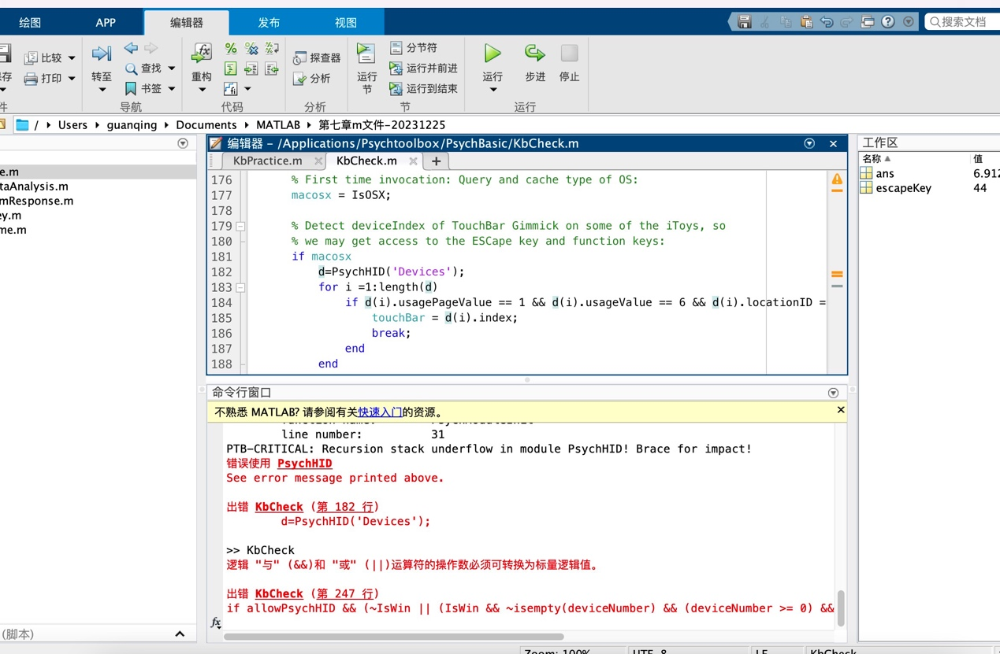 绘图 APP 编辑器 发布 视图
搜索文档
比较 转至 查找 重构 探查器 运行 分节符 运行 步进 停止
打印 书签 分析 节 运行并前进
运行到结束
导航 代码 分析 节 运行
/ Users guanqing Documents MATLAB 第七章m文件-20231225
编辑器 – /Applications/Psychtoolbox/PsychBasic/KbCheck.m
工作区
KbPractice.m KbCheck.m
名称 值
ans 6.912
escapeKey 44
e.m
taAnalysis.m
mResponse.m
ey.m
me.m
176 % First time invocation: Query and cache type of OS:
177 macosx = IsOSX;
178
179 % Detect deviceIndex of TouchBar Gimmick on some of the iToys, so
180 % we may get access to the ESCape key and function keys:
181 if macosx
182 d=PsychHID('Devices');
183 for i =1:length(d)
184 if d(i).usagePageValue == 1 && d(i).usageValue == 6 && d(i).locationID =
185 touchBar = d(i).index;
186 break;
187 end
188 end
命令行窗口
不熟悉 MATLAB? 请参阅有关快速入门的资源。
line number: 31
PTB-CRITICAL: Recursion stack underflow in module PsychHID! Brace for impact!
错误使用 PsychHID
See error message printed above.
出错 KbCheck (第 182 行)
d=PsychHID('Devices');
>> KbCheck
逻辑 "与" (&&)和 "或" (||)运算符的操作数必须可转换为标量逻辑值。
出错 KbCheck (第 247 行)
if allowPsychHID && (~IsWin || (IsWin && ~isempty(deviceNumber) && (deviceNumber >= 0) &&
fx
(脚本)
Zoom: 100% UTF-8 LF KbCheck